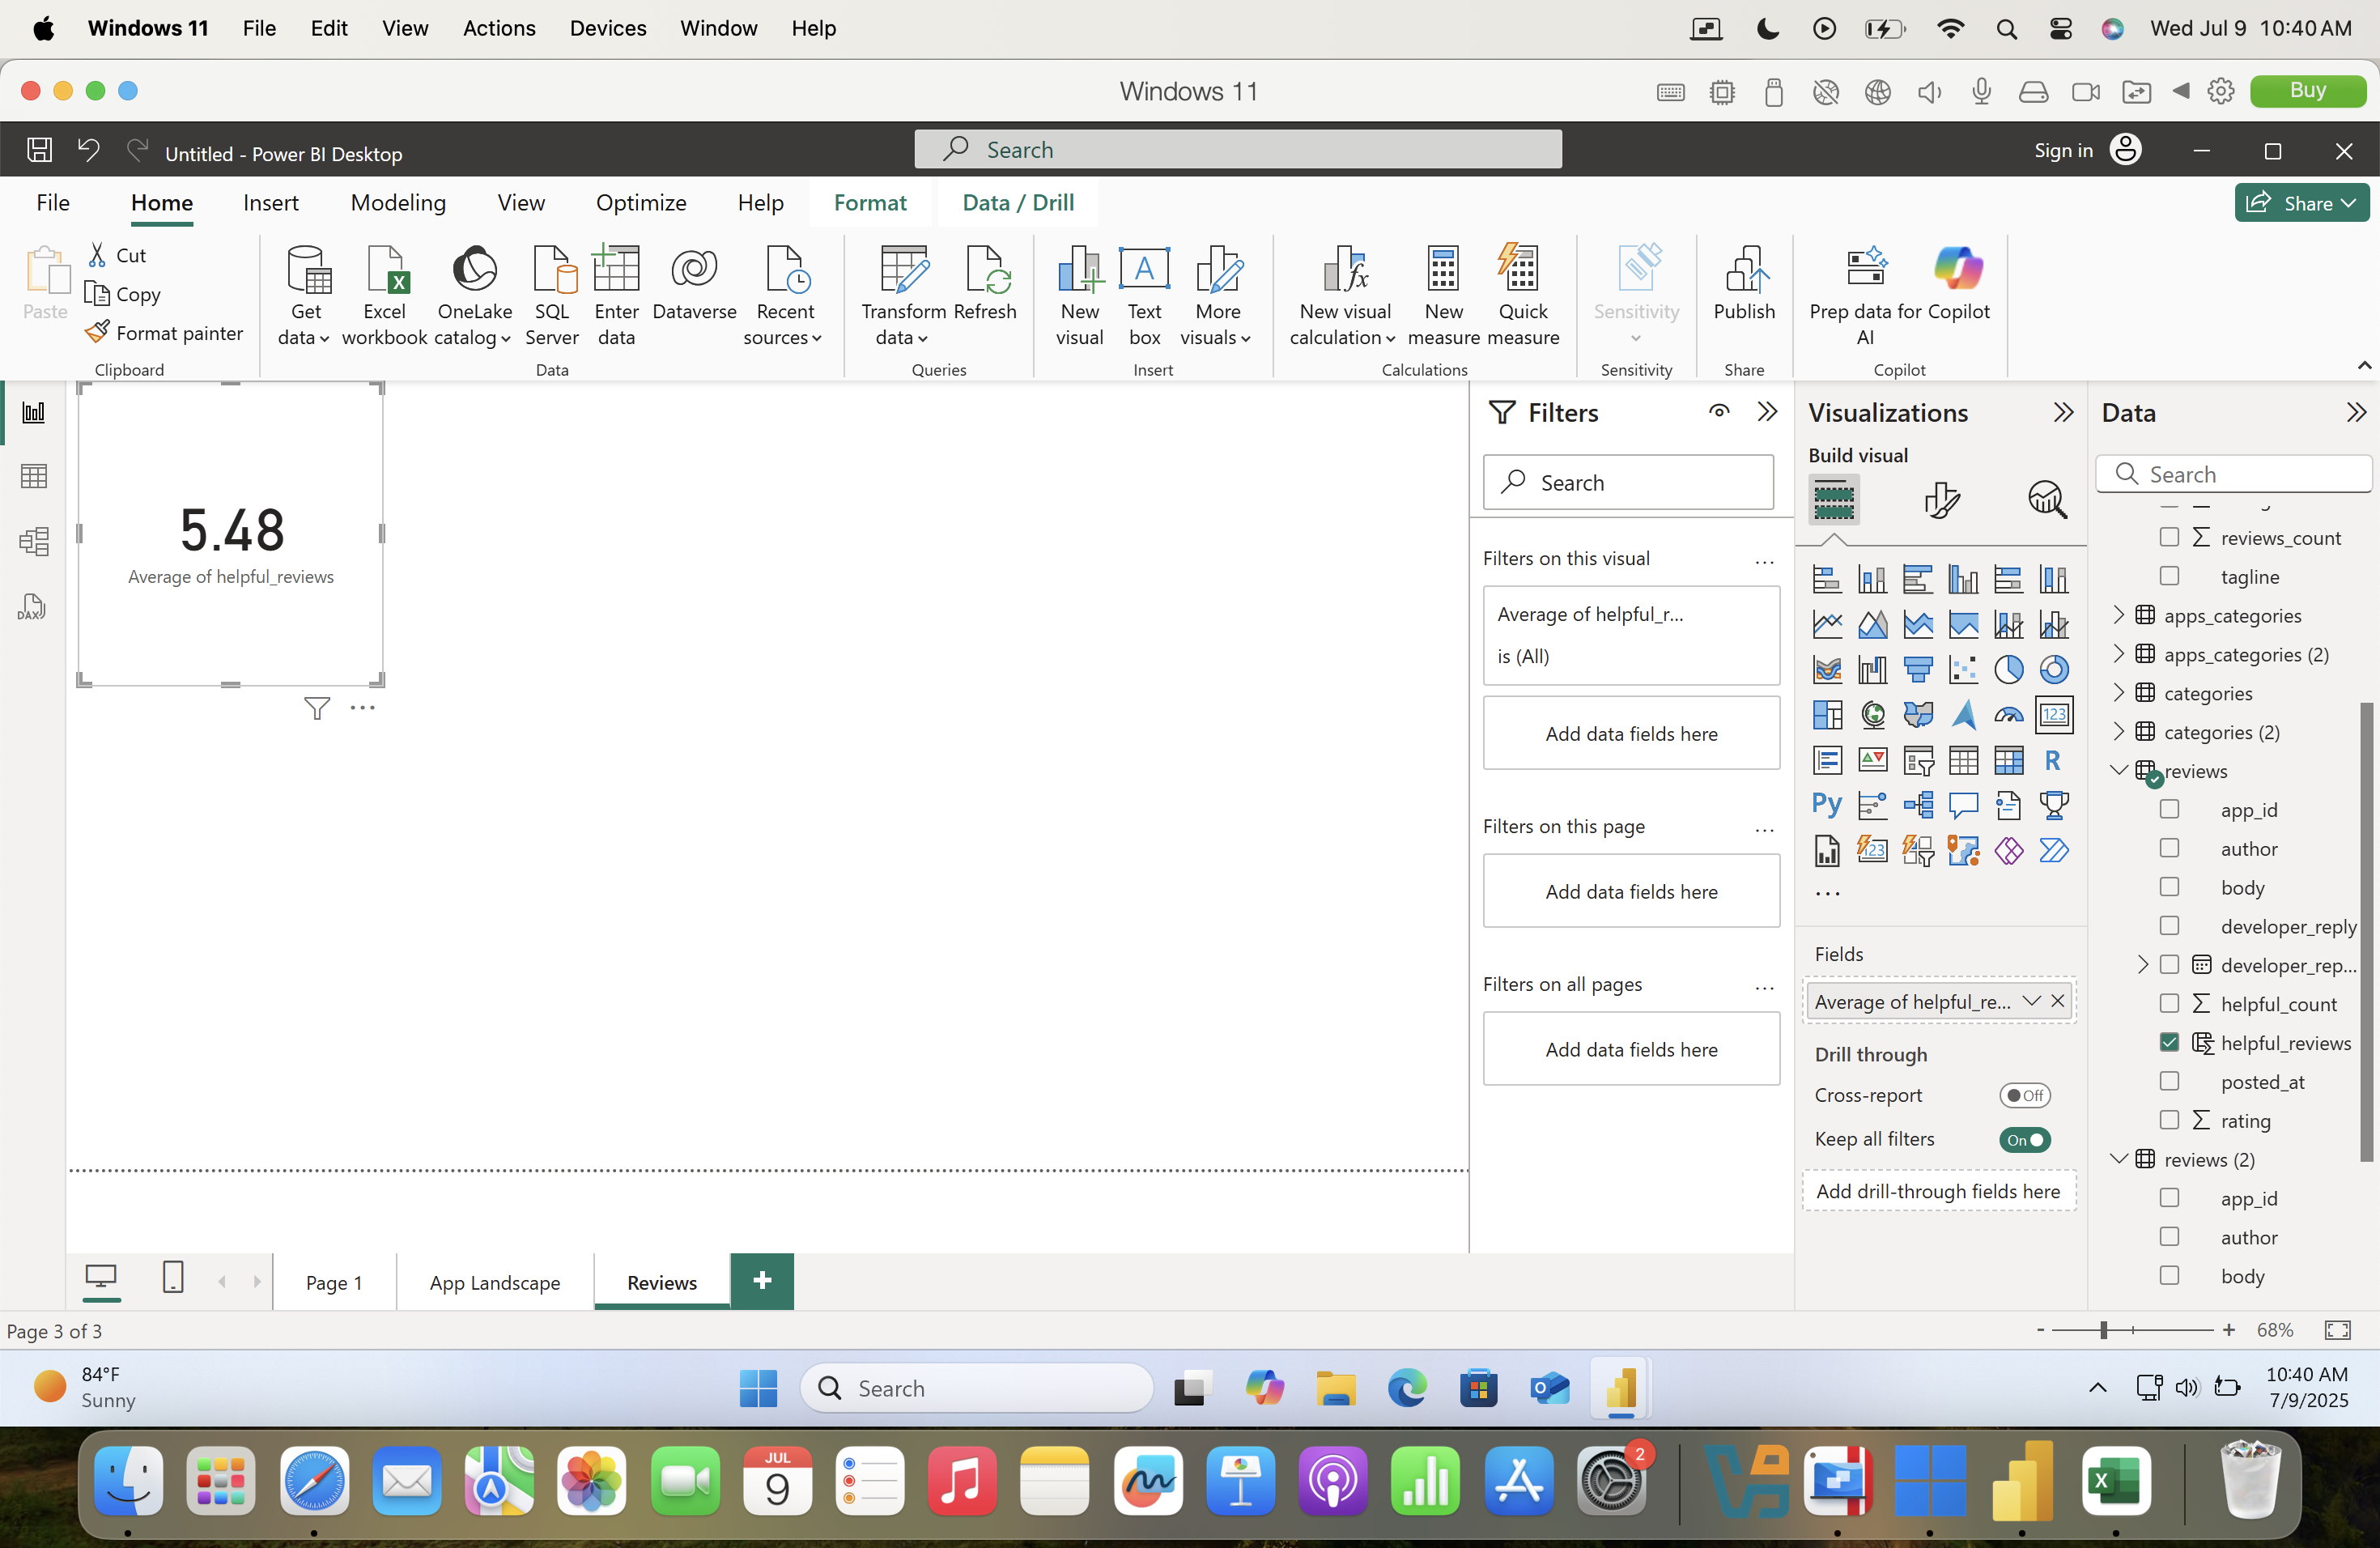 Windows 11 File Edit View Actions Devices Window Help Wed Jul 9 10:40 AM
Windows 11 Buy
Untitled - Power BI Desktop Search Sign in
File Home Insert Modeling View Optimize Help Format Data / Drill Share
Paste
Cut
Copy
Format painter
Clipboard
Get data
Excel workbook
OneLake catalog
SQL Server
Enter data
Dataverse
Recent sources
Data
Transform data
Refresh
Queries
New visual
Text box
More visuals
Insert
New visual calculation
New measure
Quick measure
Calculations
Sensitivity
Sensitivity
Publish
Share
Prep data for AI
Copilot
Copilot
5.48
Average of helpful_reviews
DAX
Filters
Search
Filters on this visual
Average of helpful_r...
is (All)
Add data fields here
Filters on this page
Add data fields here
Filters on all pages
Add data fields here
Visualizations
Build visual
123
R
Py
123
Fields
Average of helpful_re...
Drill through
Cross-report Off
Keep all filters On
Add drill-through fields here
Data
Search
reviews_count
tagline
apps_categories
apps_categories (2)
categories
categories (2)
reviews
app_id
author
body
developer_reply
developer_rep...
helpful_count
helpful_reviews
posted_at
rating
reviews (2)
app_id
author
body
Page 1 App Landscape Reviews +
Page 3 of 3
- + 68%
84°F
Sunny
Search
10:40 AM
7/9/2025
JUL
9
2